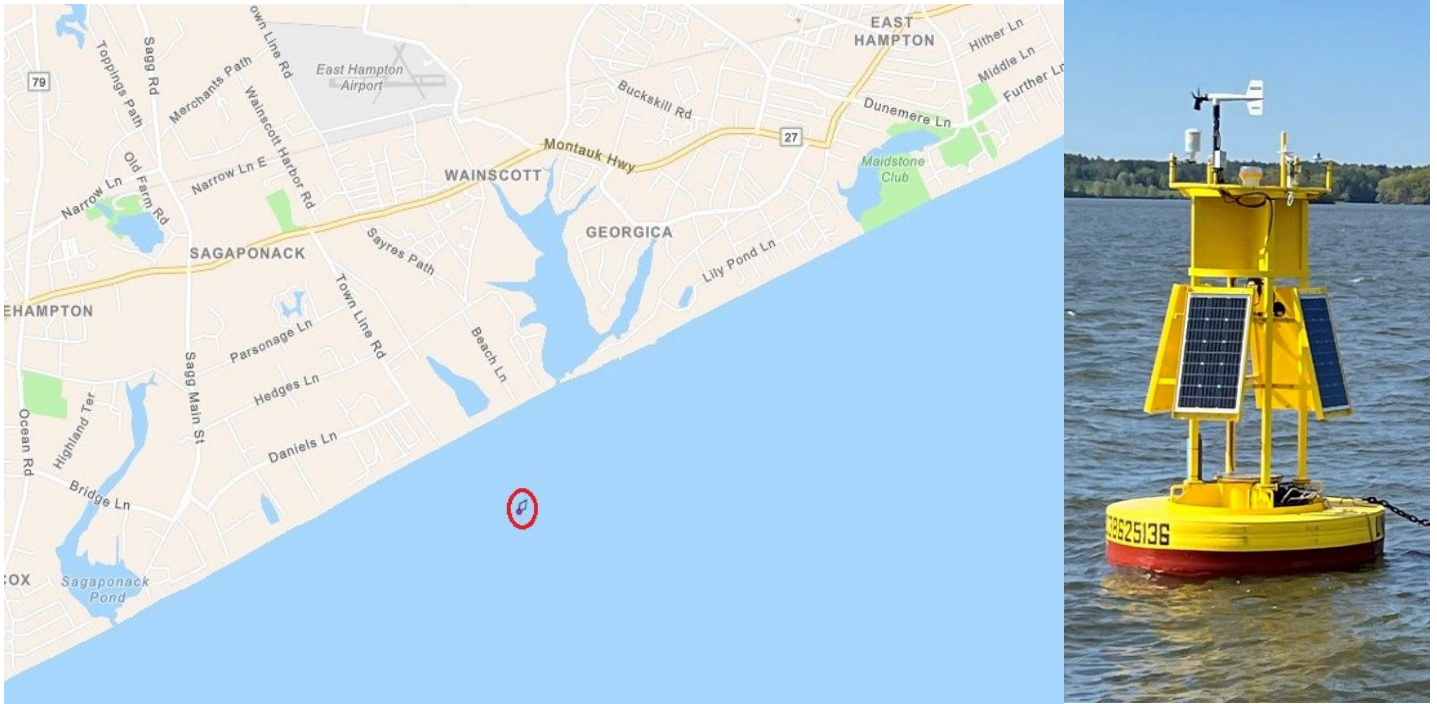 EAST
HAMPTON
Hither Ln
Middle Ln
Further Ln
own Line Rd
Sagg Rd
Toppings Path
79
Merchants Path
East Hampton
Airport
Buckskill Rd
Dunemere Ln
Wainscott Harbor Rd
27
Montauk Hwy
Old Farm Rd
Maidstone
Club
Narrow Ln E
WAINSCOTT
Narrow Ln
GEORGICA
SAGAPONACK
Sayres Path
Lily Pond Ln
EHAMPTON
Town Line Rd
Parsonage Ln
Beach Ln
Sagg Main St
Hedges Ln
Ocean Rd
Highland Ter
Daniels Ln
Bridge Ln
COX
Sagaponack
Pond
38625136